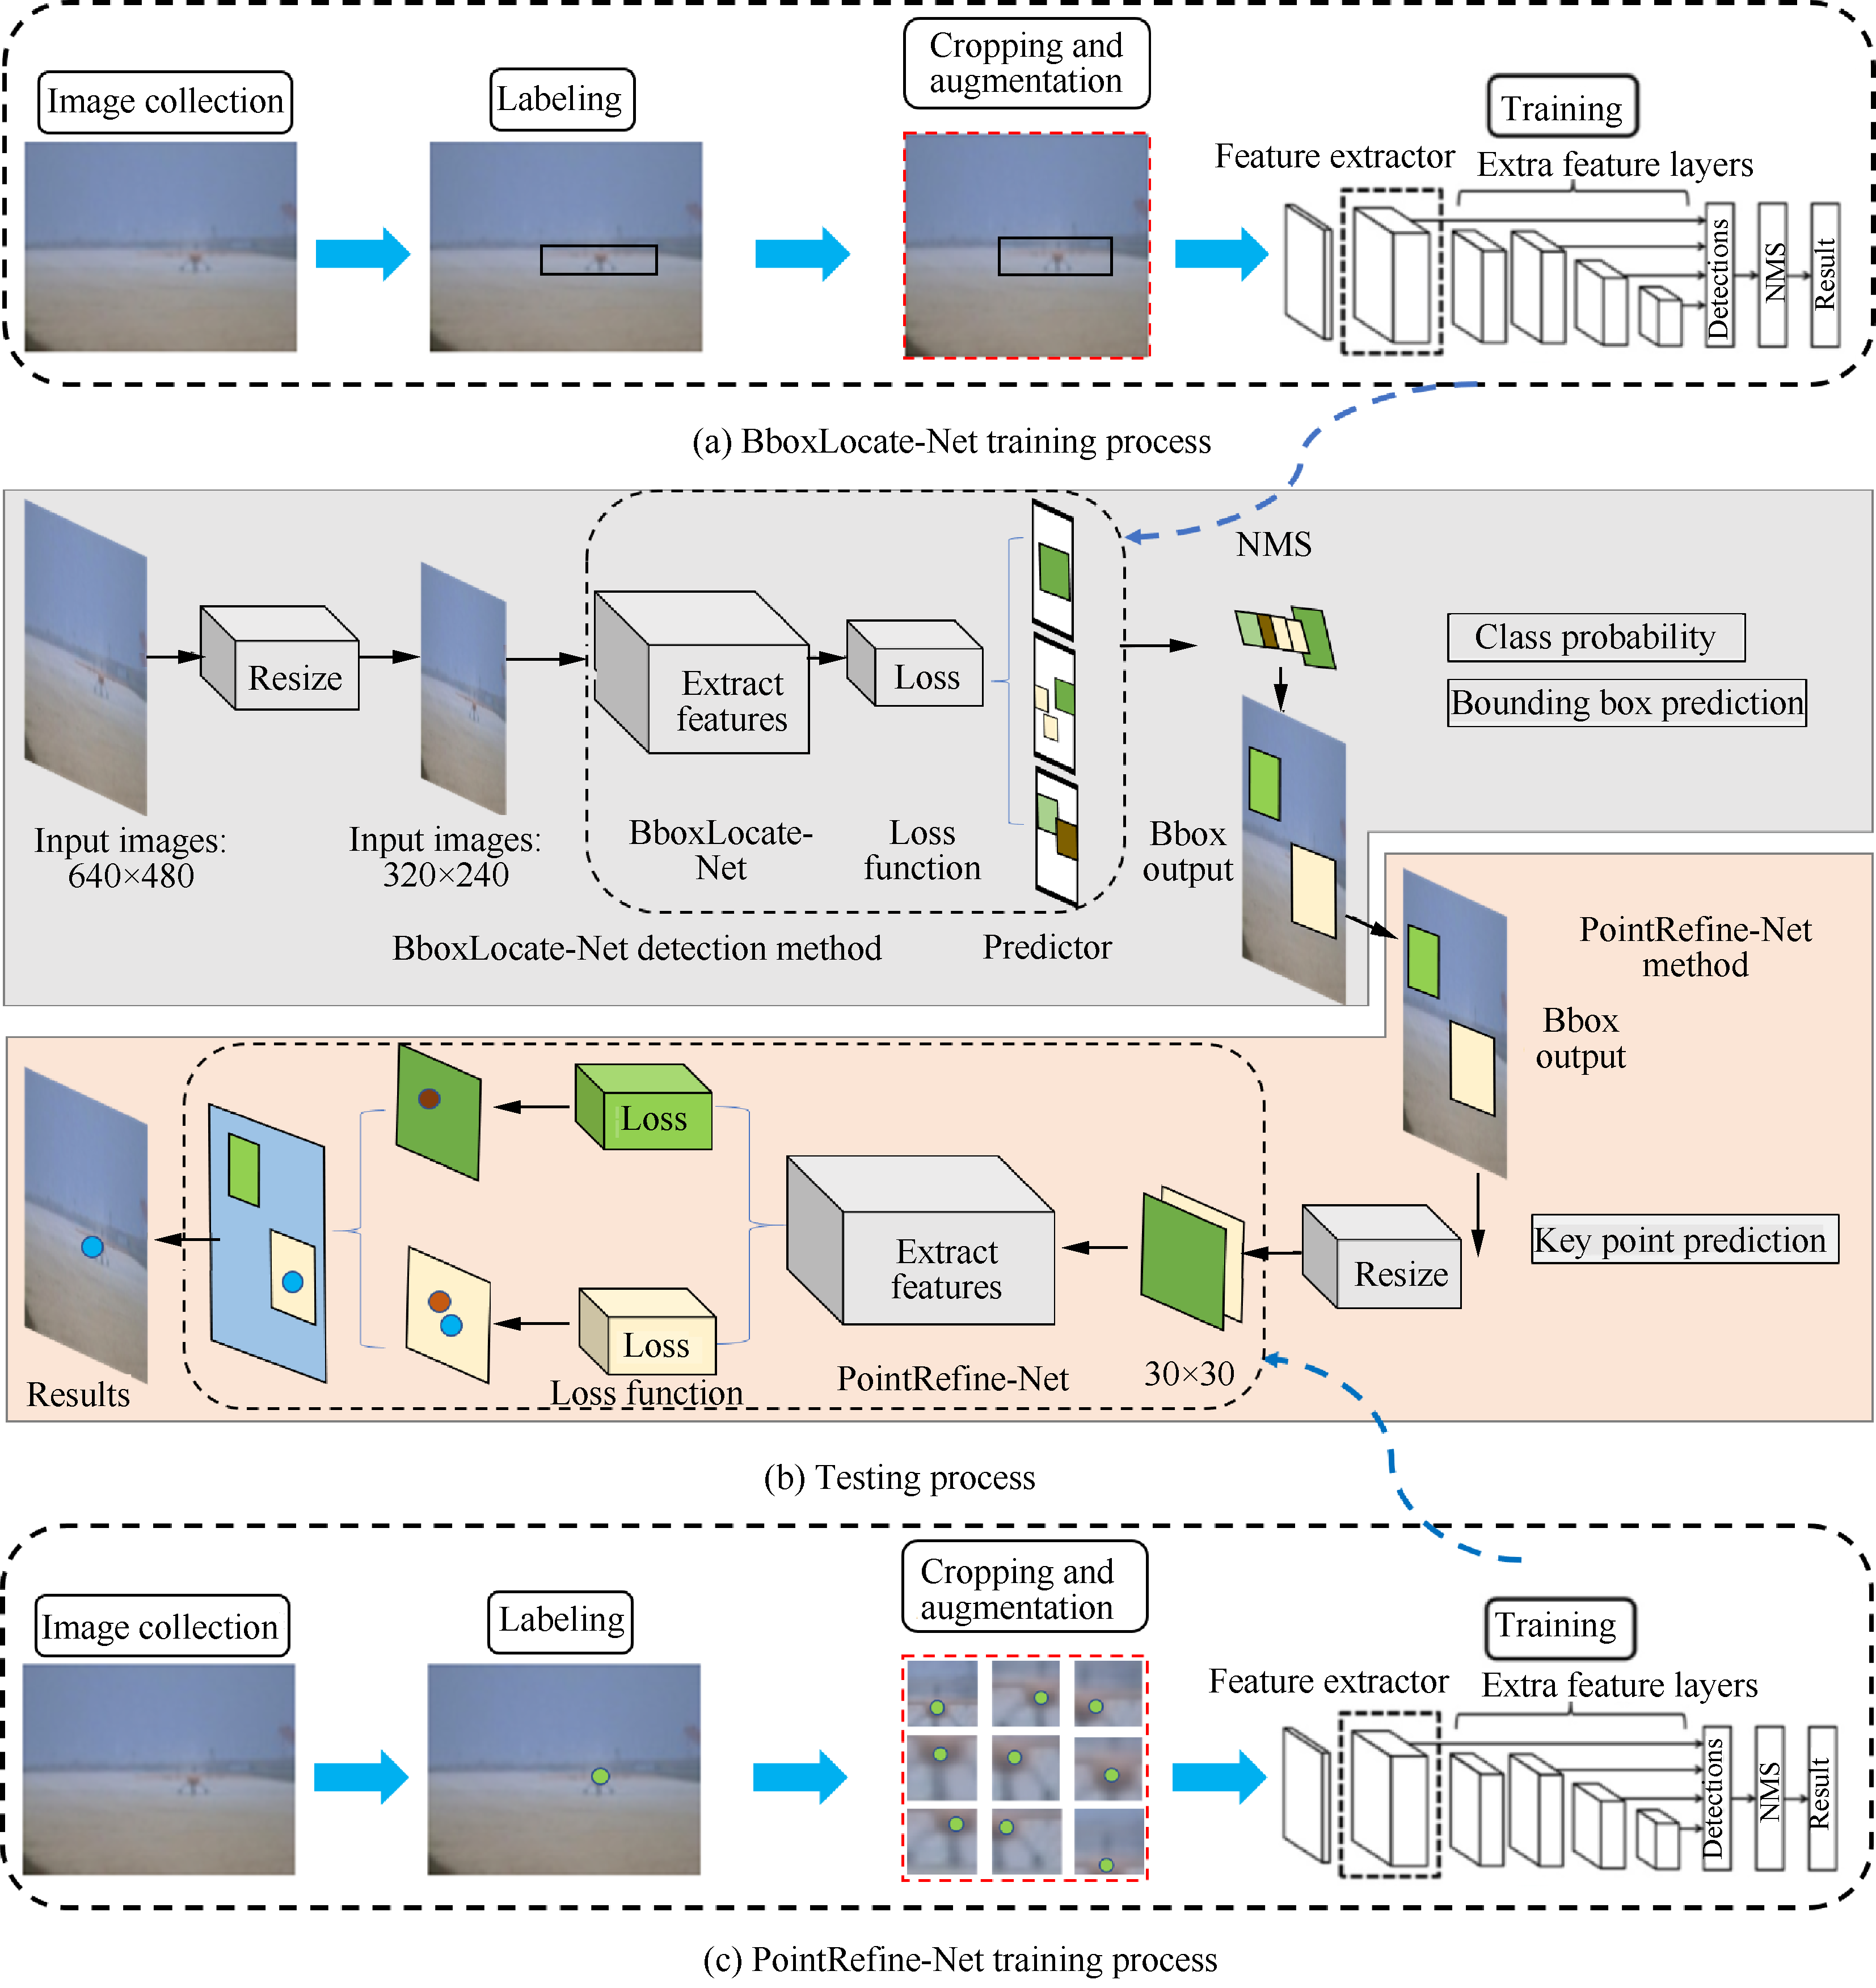 Image collection
Labeling
Cropping and
augmentation
Training
Feature extractor
Extra feature layers
Detections
NMS
Result
(a) BboxLocate-Net training process
NMS
Resize
Extract
features
Loss
Class probability
Bounding box prediction
Input images:
640×480
Input images:
320×240
BboxLocate-
Net
Loss
function
Bbox
output
BboxLocate-Net detection method
Predictor
PointRefine-Net
method
Bbox
output
Loss
Extract
features
Resize
Key point prediction
Loss
Results
Loss function
PointRefine-Net
30×30
(b) Testing process
Image collection
Labeling
Cropping and
augmentation
Training
Feature extractor
Extra feature layers
Detections
NMS
Result
(c) PointRefine-Net training process